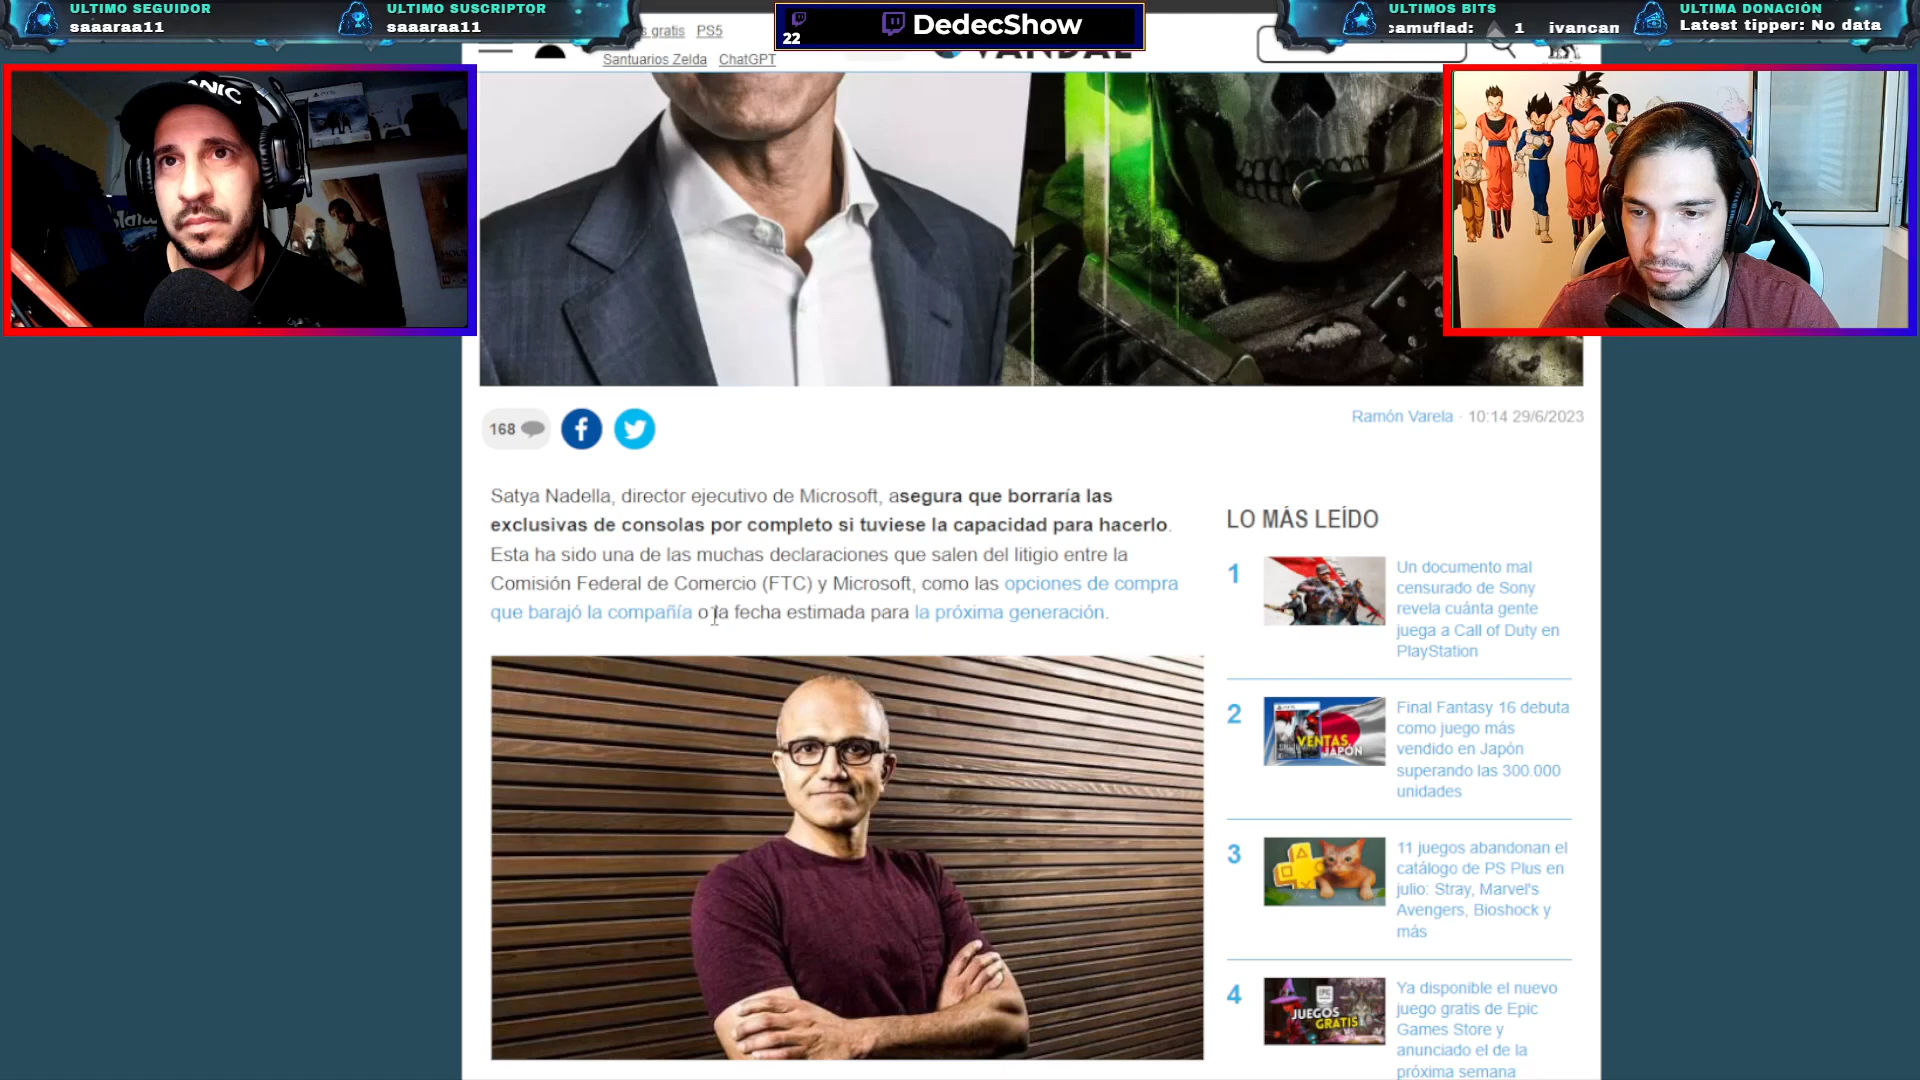 ULTIMO SEGUIDOR
saaaraa11
ULTIMO SUSCRIPTOR
saaaraa11
22
DedecShow
ULTIMOS BITS
camuflad: 1 ivancan
ULTIMA DONACIÓN
Latest tipper: No data
gratis PS5
Santuarios Zelda ChatGPT
VANDAL
168
Ramón Varela · 10:14 29/6/2023
Satya Nadella, director ejecutivo de Microsoft, asegura que borraría las
exclusivas de consolas por completo si tuviese la capacidad para hacerlo.
Esta ha sido una de las muchas declaraciones que salen del litigio entre la
Comisión Federal de Comercio (FTC) y Microsoft, como las opciones de compra
que barajó la compañía o la fecha estimada para la próxima generación.
LO MÁS LEÍDO
1
Un documento mal
censurado de Sony
revela cuánta gente
juega a Call of Duty en
PlayStation
2
VENTAS
JAPÓN
Final Fantasy 16 debuta
como juego más
vendido en Japón
superando las 300.000
unidades
3
11 juegos abandonan el
catálogo de PS Plus en
julio: Stray, Marvel's
Avengers, Bioshock y
más
4
EPIC
JUEGOS
GRATIS
Ya disponible el nuevo
juego gratis de Epic
Games Store y
anunciado el de la
próxima semana